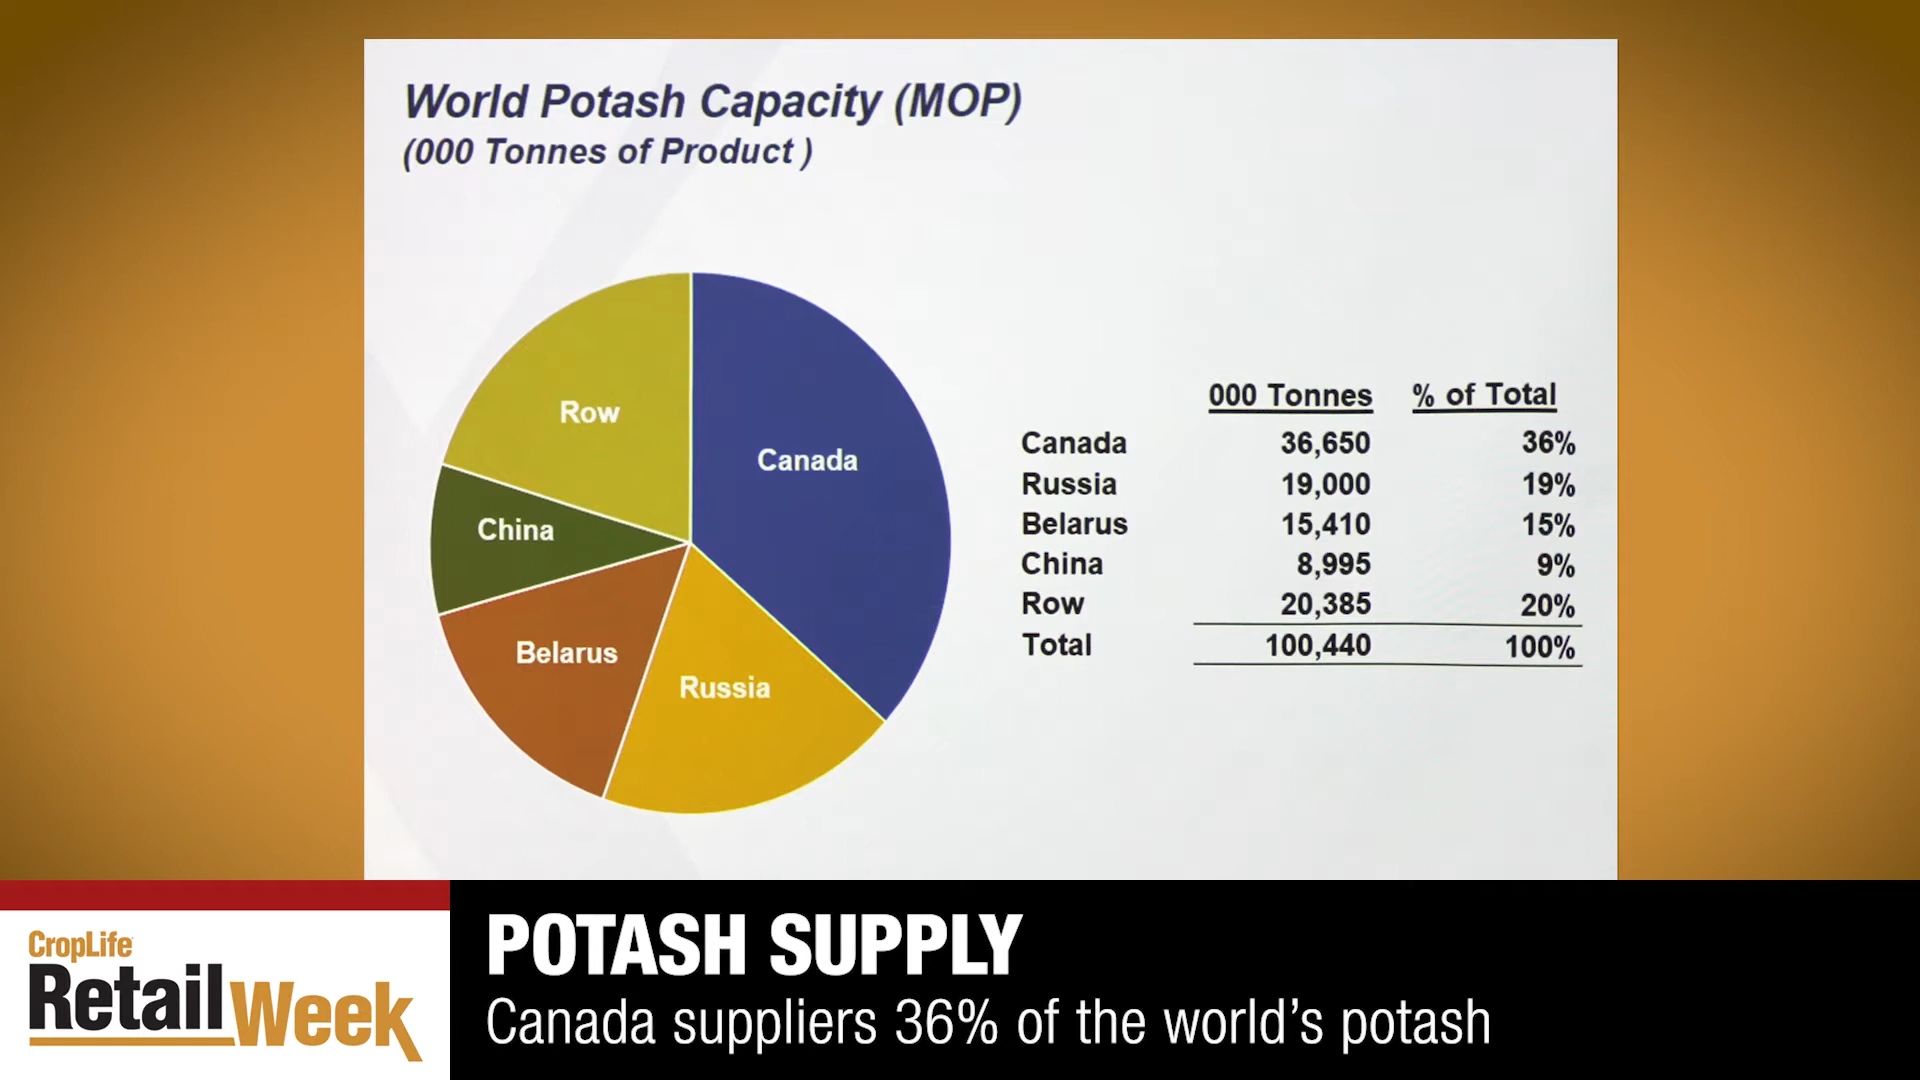 World Potash Capacity (MOP)
(000 Tonnes of Product )
Row
Canada
China
Belarus
Russia
000 Tonnes % of Total
Canada 36,650 36%
Russia 19,000 19%
Belarus 15,410 15%
China 8,995 9%
Row 20,385 20%
Total 100,440 100%
CropLife
RetailWeek
POTASH SUPPLY
Canada suppliers 36% of the world's potash